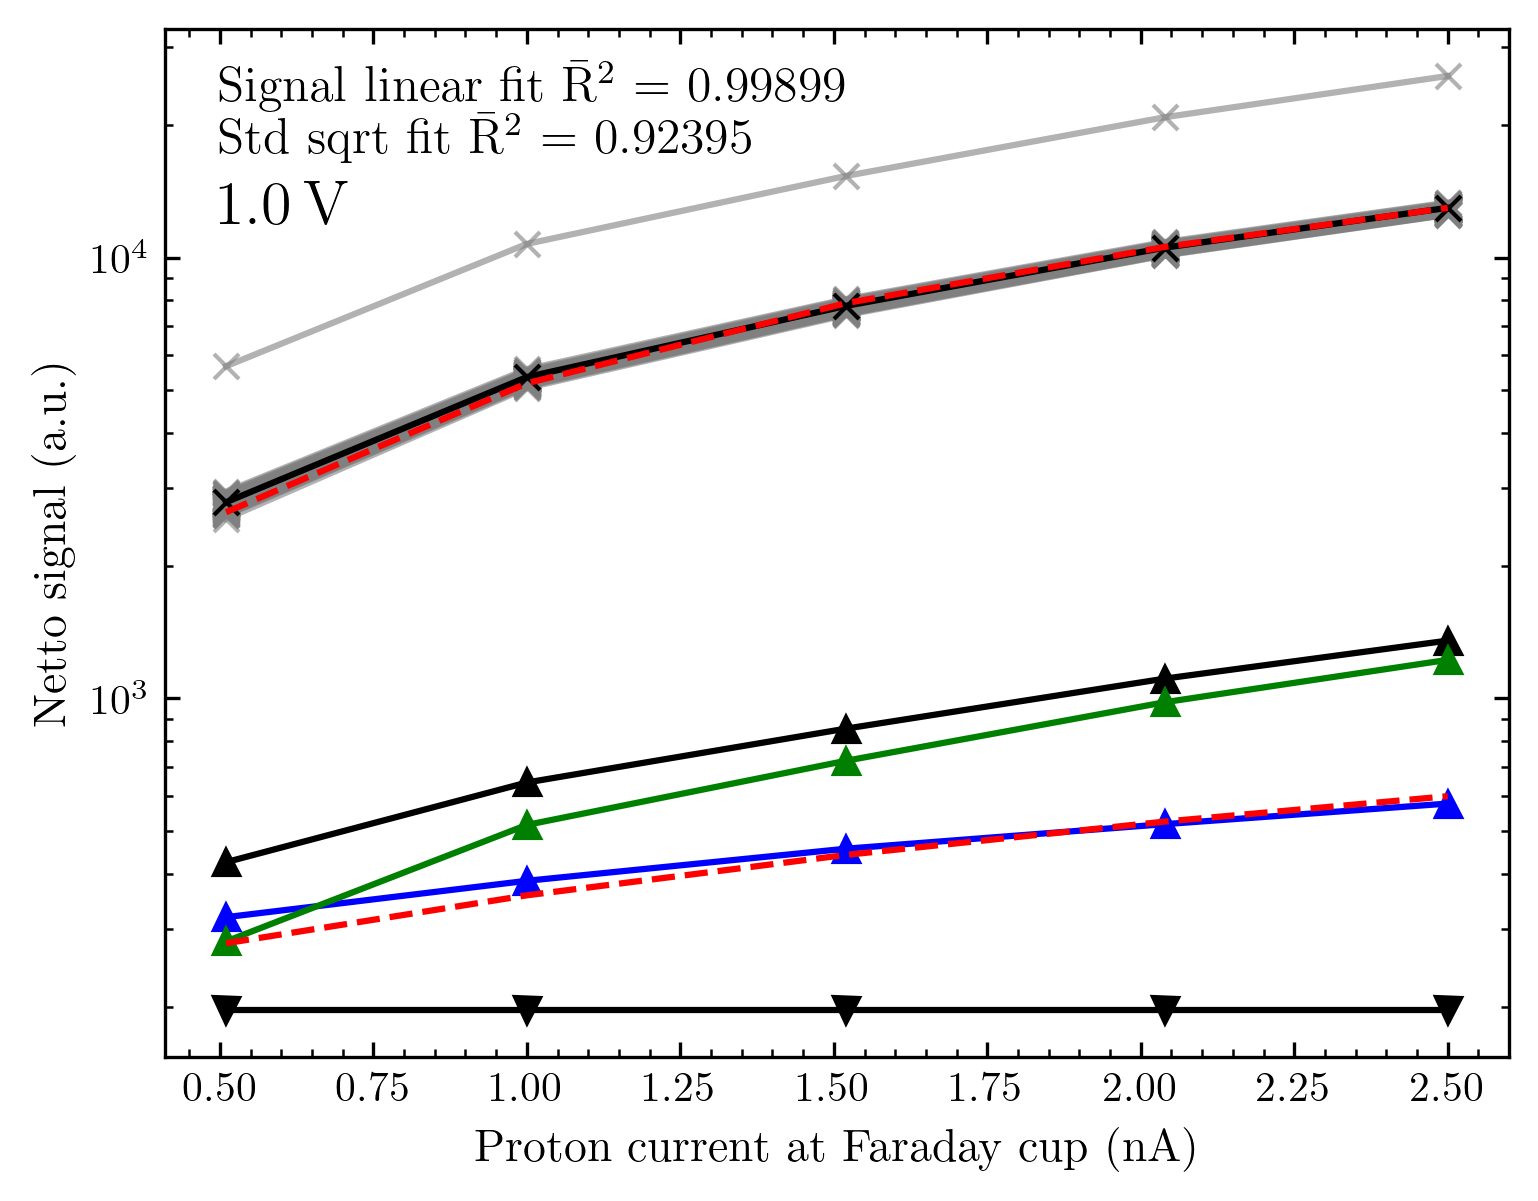 Signal linear fit R̄² = 0.99899
Std sqrt fit R̄² = 0.92395
1.0 V
10⁴
10³
Netto signal (a.u.)
0.50 0.75 1.00 1.25 1.50 1.75 2.00 2.25 2.50
Proton current at Faraday cup (nA)